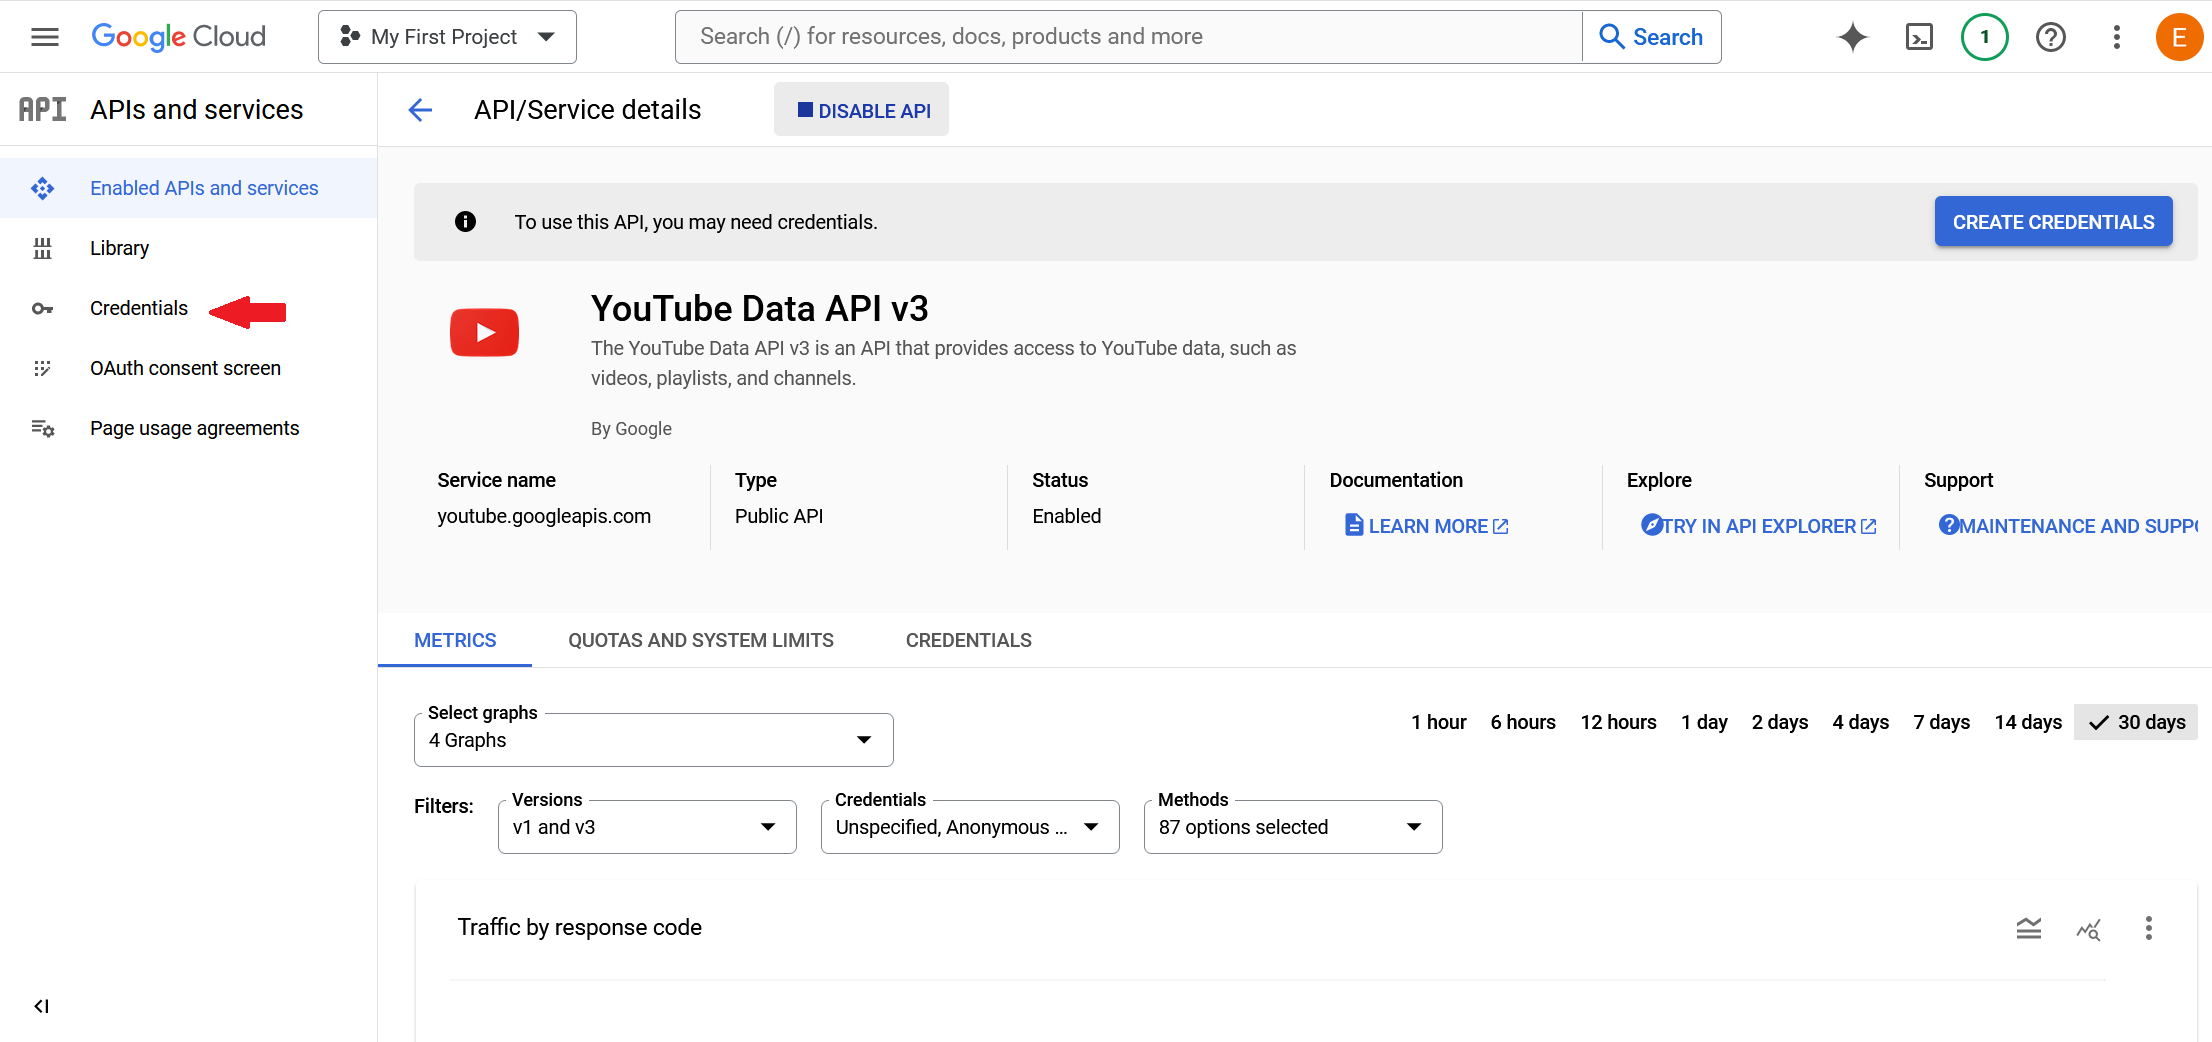 Google Cloud
My First Project
Search (/) for resources, docs, products and more
Search
1
E
API
APIs and services
API/Service details
DISABLE API
Enabled APIs and services
Library
Credentials
OAuth consent screen
Page usage agreements
To use this API, you may need credentials.
CREATE CREDENTIALS
YouTube Data API v3
The YouTube Data API v3 is an API that provides access to YouTube data, such as
videos, playlists, and channels.
By Google
Service name
youtube.googleapis.com
Type
Public API
Status
Enabled
Documentation
LEARN MORE
Explore
TRY IN API EXPLORER
Support
MAINTENANCE AND SUPP
METRICS
QUOTAS AND SYSTEM LIMITS
CREDENTIALS
Select graphs
4 Graphs
1 hour 6 hours 12 hours 1 day 2 days 4 days 7 days 14 days 30 days
Filters:
Versions
v1 and v3
Credentials
Unspecified, Anonymous ...
Methods
87 options selected
Traffic by response code